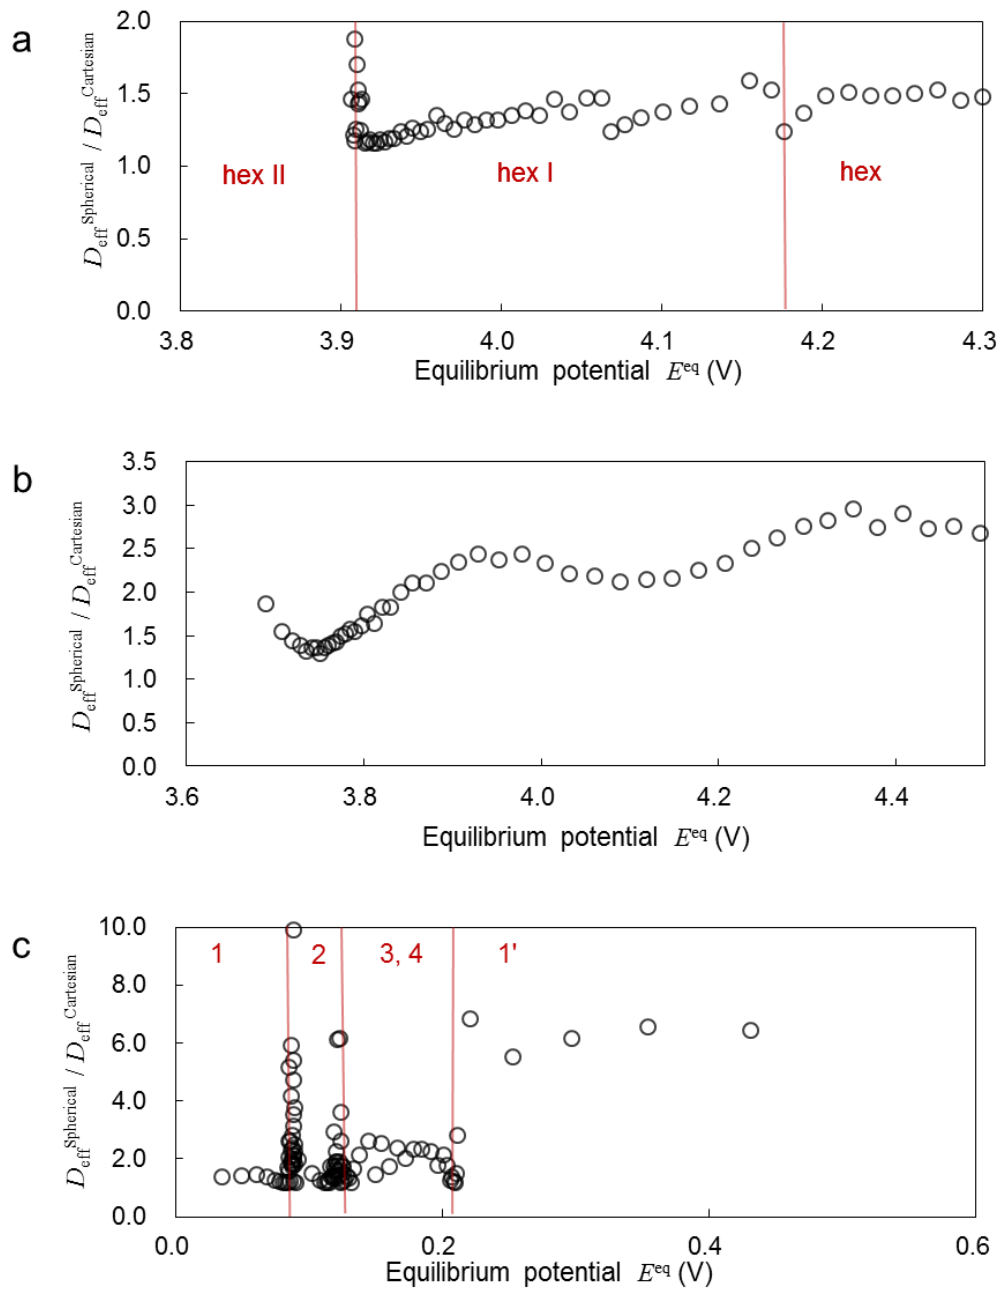 a
D_eff^Spherical / D_eff^Cartesian
2.0
1.5
1.0
0.5
0.0
hex II
hex I
hex
3.8 3.9 4.0 4.1 4.2 4.3
Equilibrium potential E^eq (V)
b
D_eff^Spherical / D_eff^Cartesian
3.5
3.0
2.5
2.0
1.5
1.0
0.5
0.0
3.6 3.8 4.0 4.2 4.4
Equilibrium potential E^eq (V)
c
D_eff^Spherical / D_eff^Cartesian
10.0
8.0
6.0
4.0
2.0
0.0
1 2 3, 4 1'
0.0 0.2 0.4 0.6
Equilibrium potential E^eq (V)